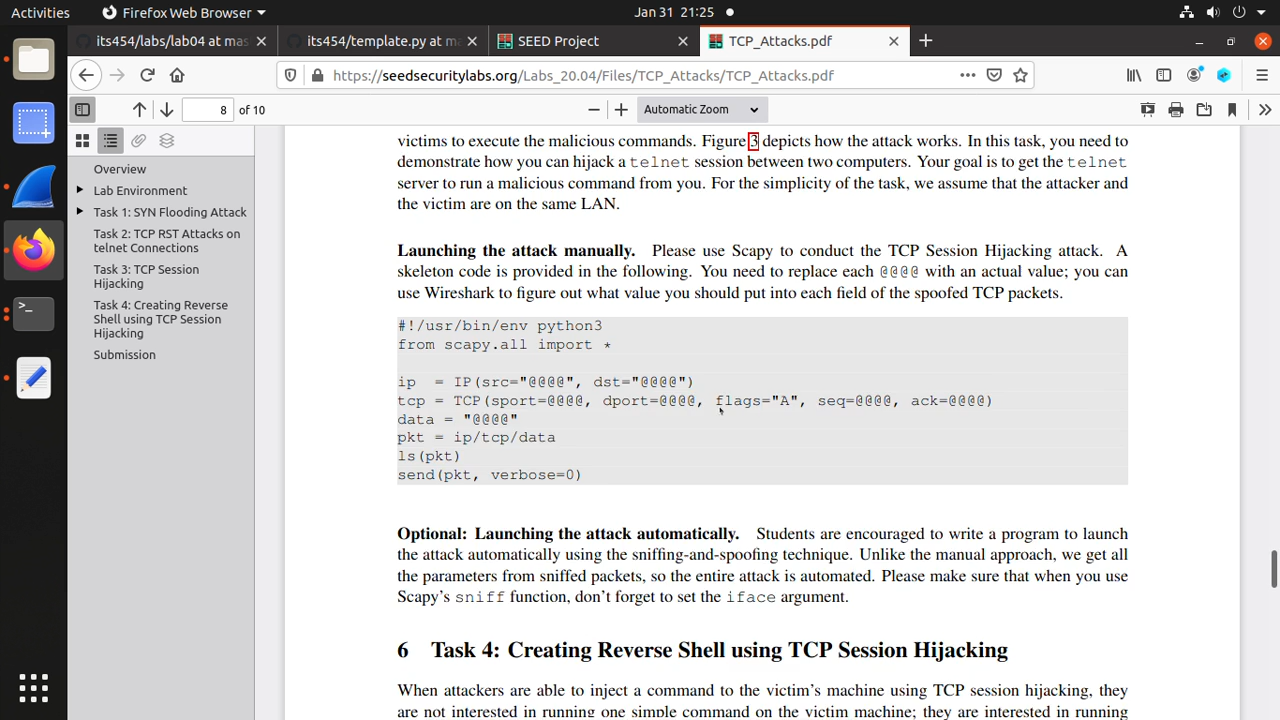 Activities
Firefox Web Browser
Jan 31 21:25
its454/labs/lab04 at mas
its454/template.py at m
SEED Project
TCP_Attacks.pdf
https://seedsecuritylabs.org/Labs_20.04/Files/TCP_Attacks/TCP_Attacks.pdf
8 of 10
Automatic Zoom
Overview
Lab Environment
Task 1: SYN Flooding Attack
Task 2: TCP RST Attacks on
telnet Connections
Task 3: TCP Session
Hijacking
Task 4: Creating Reverse
Shell using TCP Session
Hijacking
Submission
victims to execute the malicious commands. Figure 3 depicts how the attack works. In this task, you need to
demonstrate how you can hijack a telnet session between two computers. Your goal is to get the telnet
server to run a malicious command from you. For the simplicity of the task, we assume that the attacker and
the victim are on the same LAN.
Launching the attack manually. Please use Scapy to conduct the TCP Session Hijacking attack. A
skeleton code is provided in the following. You need to replace each @@@@ with an actual value; you can
use Wireshark to figure out what value you should put into each field of the spoofed TCP packets.
#!/usr/bin/env python3
from scapy.all import *
ip = IP(src="@@@@", dst="@@@@")
tcp = TCP(sport=@@@@, dport=@@@@, flags="A", seq=@@@@, ack=@@@@)
data = "@@@@"
pkt = ip/tcp/data
ls(pkt)
send(pkt, verbose=0)
Optional: Launching the attack automatically. Students are encouraged to write a program to launch
the attack automatically using the sniffing-and-spoofing technique. Unlike the manual approach, we get all
the parameters from sniffed packets, so the entire attack is automated. Please make sure that when you use
Scapy's sniff function, don't forget to set the iface argument.
6 Task 4: Creating Reverse Shell using TCP Session Hijacking
When attackers are able to inject a command to the victim's machine using TCP session hijacking, they
are not interested in running one simple command on the victim machine; they are interested in running